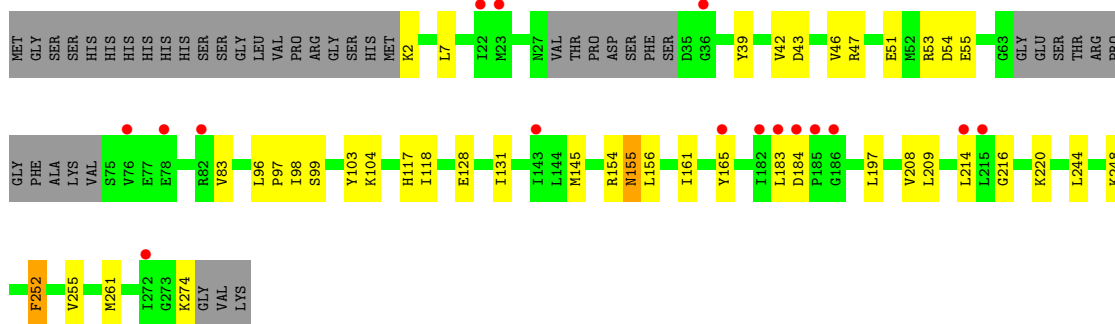 MET GLY SER SER HIS HIS HIS HIS HIS HIS SER SER GLY LEU VAL PRO ARG GLY SER HIS MET K2 L7 I22 M23 N27 VAL THR PRO ASP SER PHE SER D35 G36 Y39 V42 D43 V46 R47 E51 M52 R53 D54 E55 G63 GLY GLU SER THR ARG PRO
GLY PHE ALA LYS VAL S75 V76 E77 E78 R82 V83 L96 P97 I98 S99 Y103 K104 H117 I118 E128 I131 I143 L144 M145 R154 N155 L156 I161 Y165 I182 L183 D184 P185 G186 L197 V208 L209 L214 L215 G216 K220 L244 K248
F252 V255 M261 I272 G273 K274 GLY VAL LYS